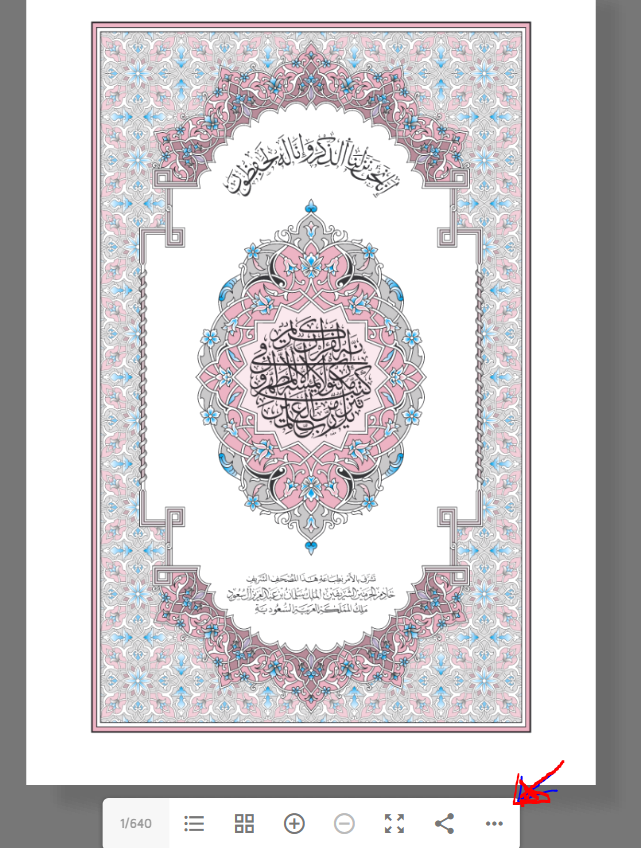 إنا نحن نزلنا الذكر وإنا له لحافظون
إنه لقرآن كريم
في كتاب مكنون لا يمسه إلا المطهرون
تنزيل من رب العالمين
تشرف بالأمر بطباعة هذا المصحف الشريف
خادم الحرمين الشريفين الملك سلمان بن عبدالعزيز آل سعود
ملك المملكة العربية السعودية
1/640